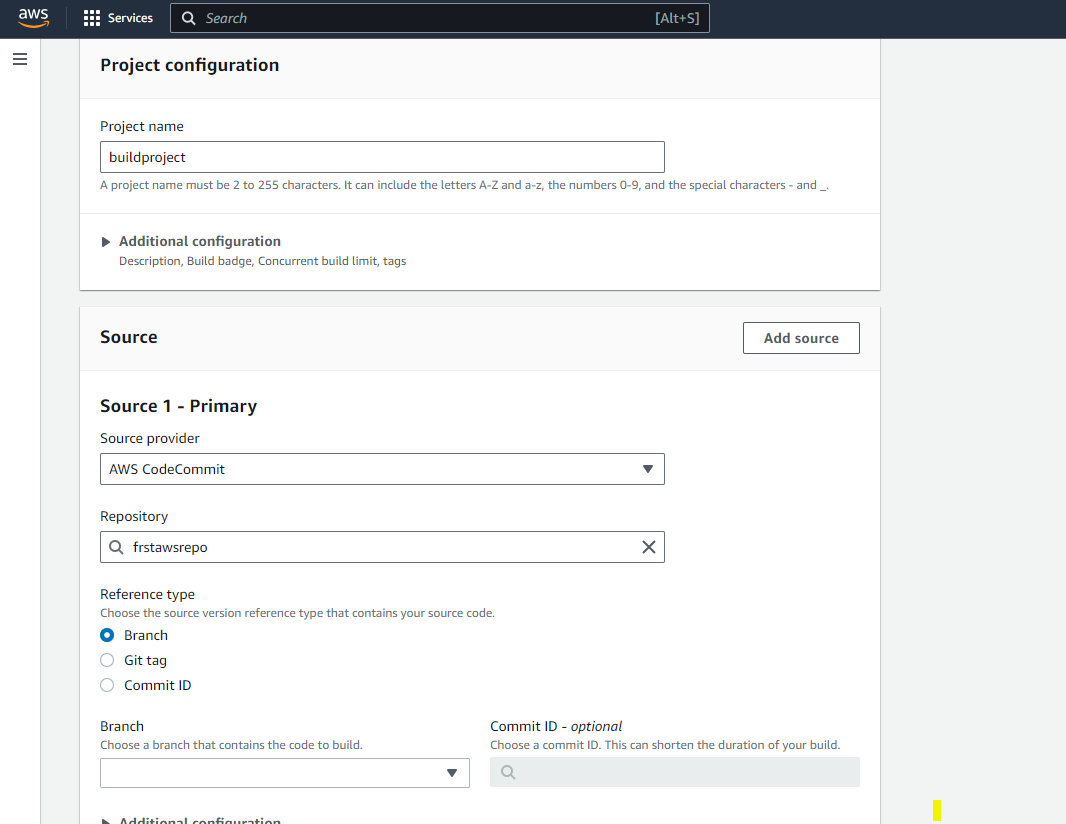 aws
Services
Search
[Alt+S]
Project configuration
Project name
buildproject
A project name must be 2 to 255 characters. It can include the letters A-Z and a-z, the numbers 0-9, and the special characters - and _.
Additional configuration
Description, Build badge, Concurrent build limit, tags
Source
Add source
Source 1 - Primary
Source provider
AWS CodeCommit
Repository
frstawsrepo
Reference type
Choose the source version reference type that contains your source code.
Branch
Git tag
Commit ID
Branch
Choose a branch that contains the code to build.
Commit ID - optional
Choose a commit ID. This can shorten the duration of your build.
Additional configuration